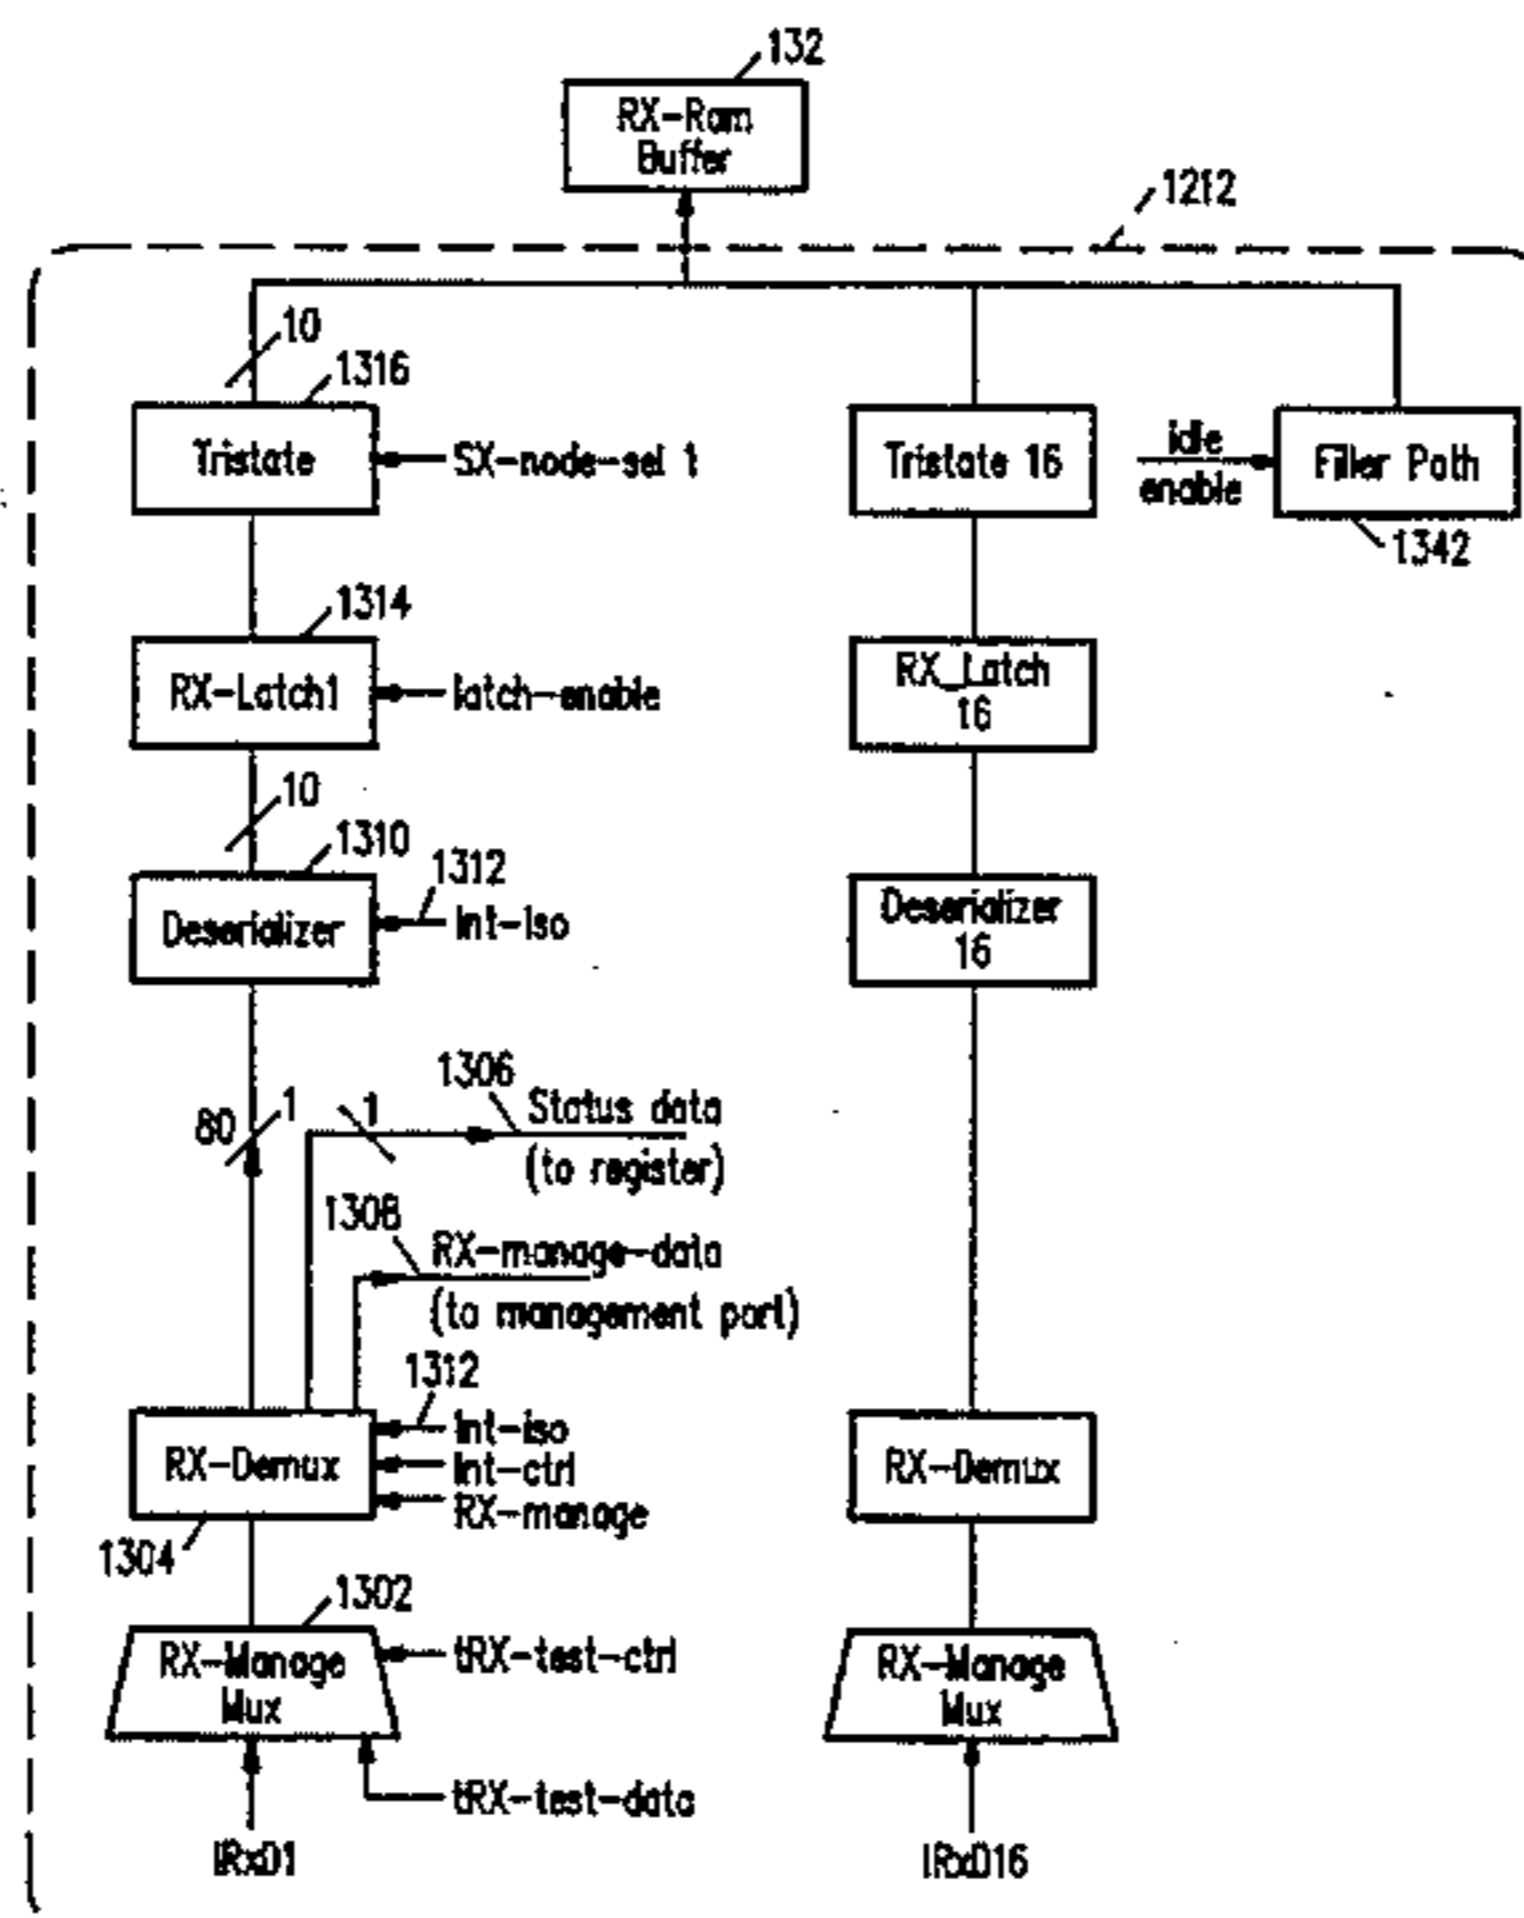 132
RX-Ram
Buffer
1212
10
1316
Tristate
SX-node-sel 1
Tristate 16
idle
enable
Filler Path
1342
1314
RX-Latch1
latch-enable
RX_Latch
16
10
1310
1312
Deserializer
Int-iso
Deserializer
16
80
1
1
1306
Status data
(to register)
1308
RX-manage-data
(to management port)
1312
RX-Demux
Int-iso
Int-ctrl
RX-manage
RX-Demux
1304
1302
RX-Manage
Mux
tRX-test-ctrl
RX-Manage
Mux
tRX-test-data
IRxD1
IRxD16